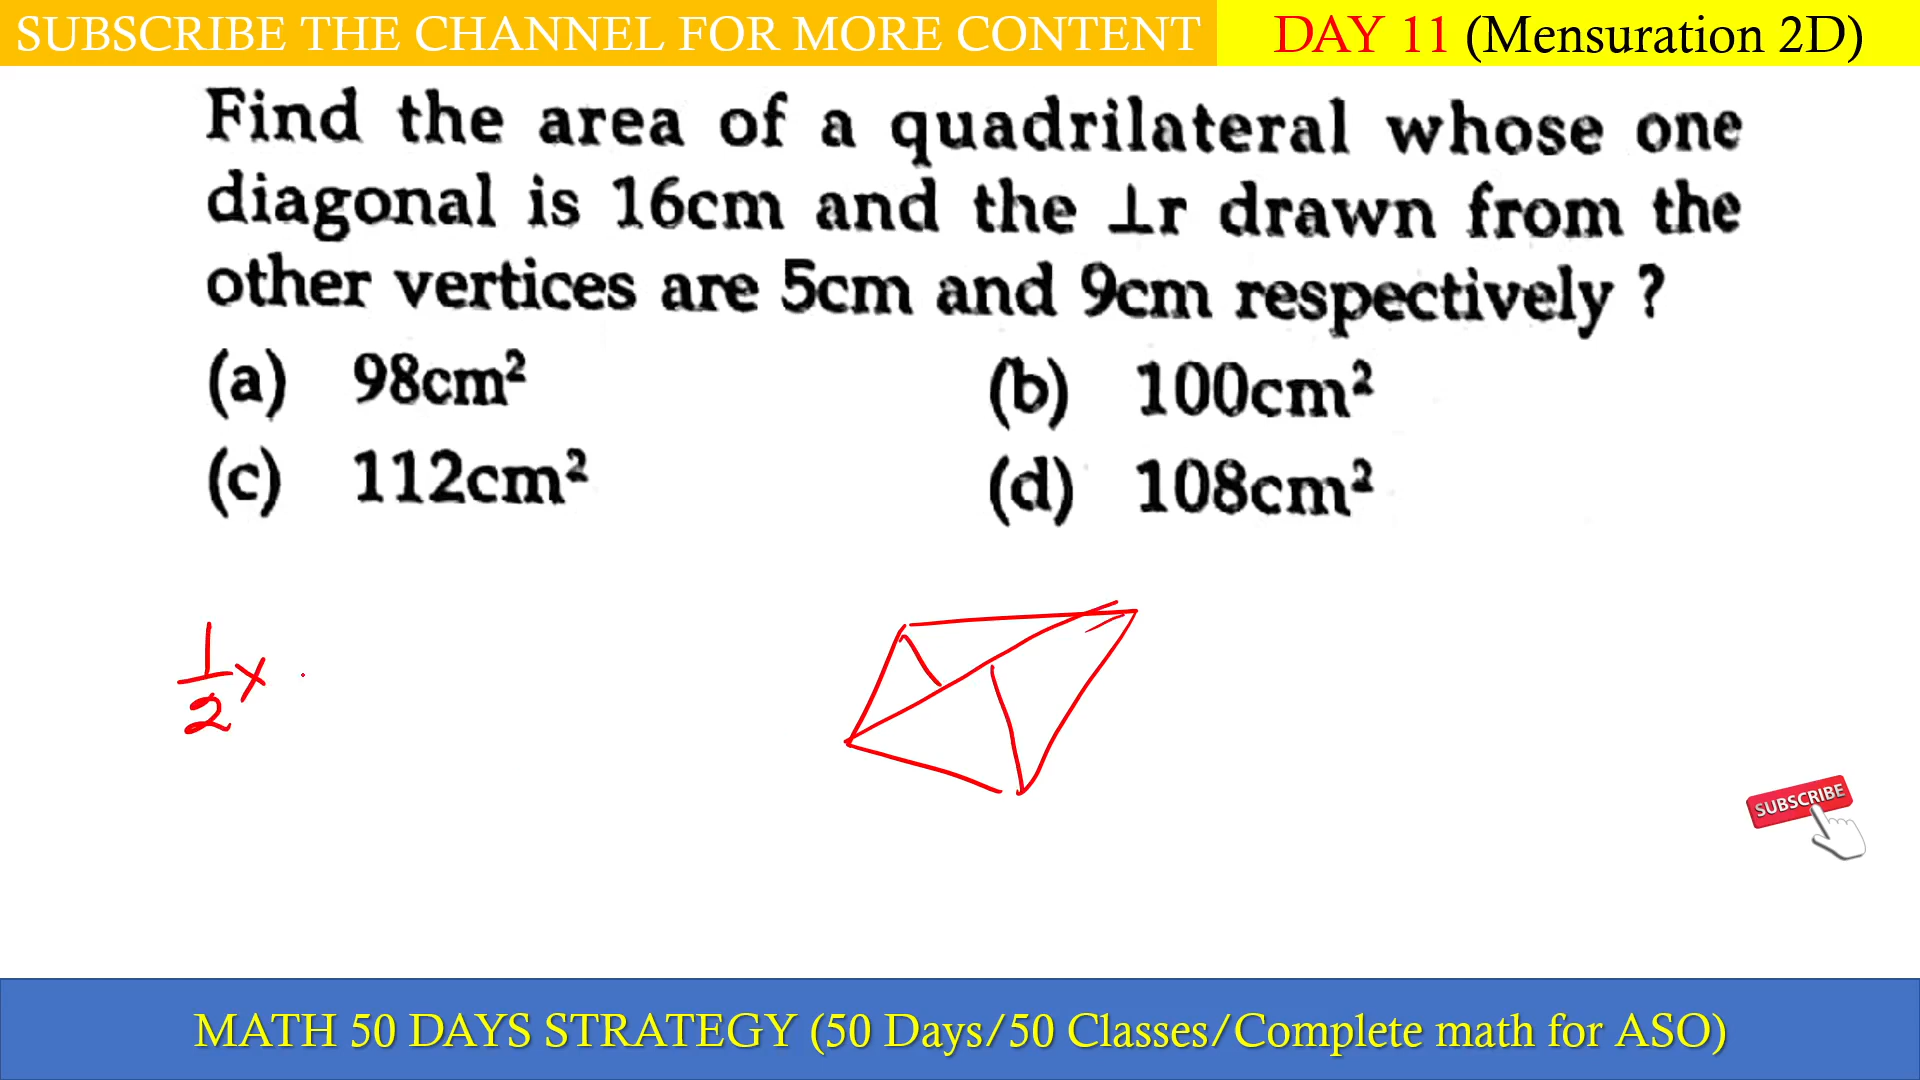 SUBSCRIBE THE CHANNEL FOR MORE CONTENT
DAY 11 (Mensuration 2D)
Find the area of a quadrilateral whose one
diagonal is 16cm and the ⊥r drawn from the
other vertices are 5cm and 9cm respectively ?
(a) 98cm² (b) 100cm²
(c) 112cm² (d) 108cm²
1/2 ×
SUBSCRIBE
MATH 50 DAYS STRATEGY (50 Days/50 Classes/Complete math for ASO)